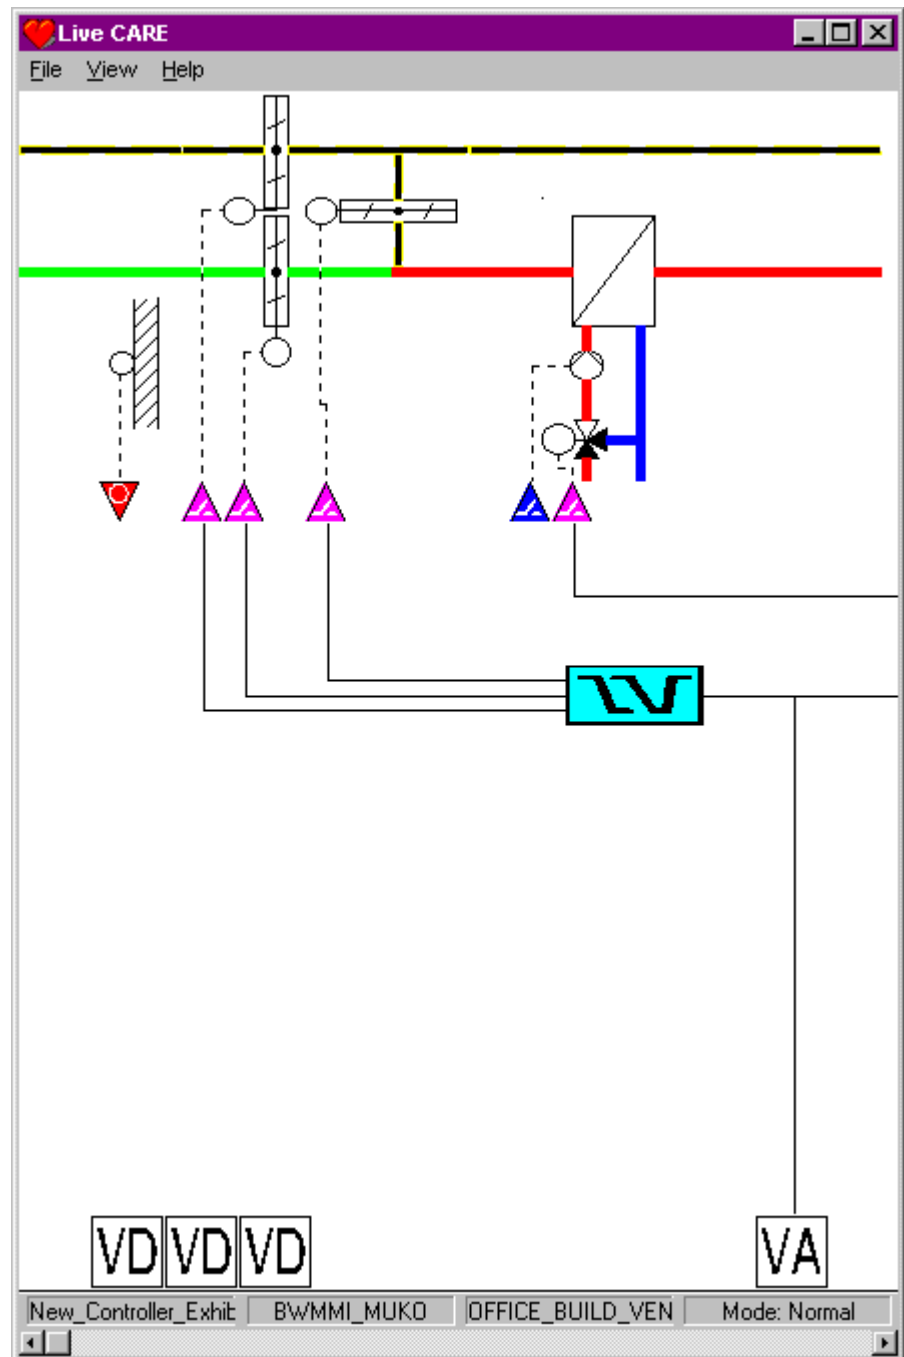 Live CARE
File View Help
VD VD VD VA
New_Controller_Exhib BWMMI_MUKO OFFICE_BUILD_VEN Mode: Normal